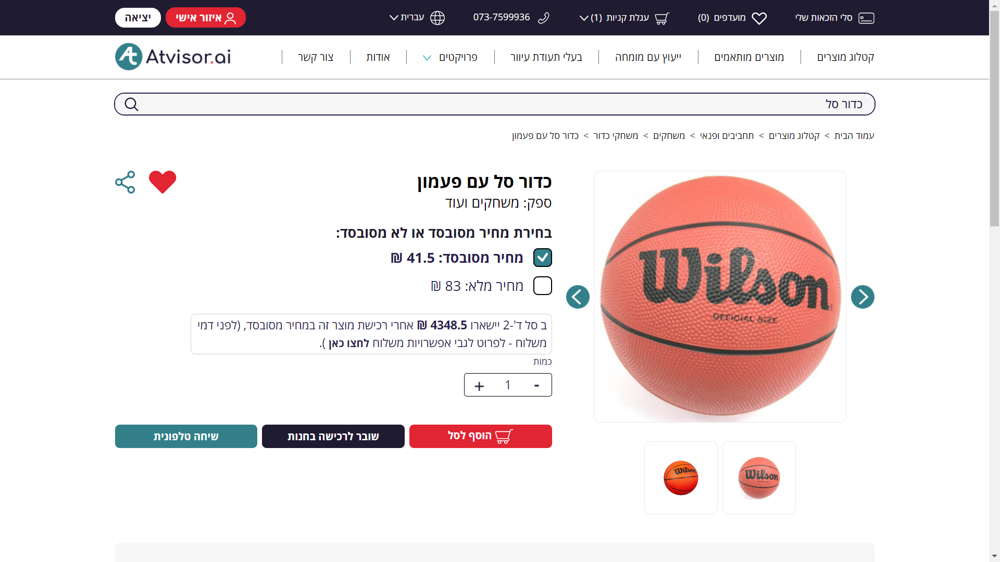 סלי הזכאות שלי
מועדפים (0)
עגלת קניות (1)
073-7599936
עברית
איזור אישי
יציאה
קטלוג מוצרים
מוצרים מותאמים
ייעוץ עם מומחה
בעלי תעודת עיוור
פרויקטים
אודות
צור קשר
Atvisor.ai
כדור סל
עמוד הבית > קטלוג מוצרים > תחביבים ופנאי > משחקים > משחקי כדור > כדור סל עם פעמון
כדור סל עם פעמון
ספק: משחקים ועוד
בחירת מחיר מסובסד או לא מסובסד:
מחיר מסובסד: 41.5 ₪
מחיר מלא: 83 ₪
ב סל ד'-2 יישארו 4348.5 ₪ אחרי רכישת מוצר זה במחיר מסובסד, (לפני דמי
משלוח - לפרוט לגבי אפשרויות משלוח לחצו כאן ).
כמות
- 1 +
הוסף לסל
שובר לרכישה בחנות
שיחה טלפונית
Wilson
OFFICIAL SIZE
Wilson
Wilson